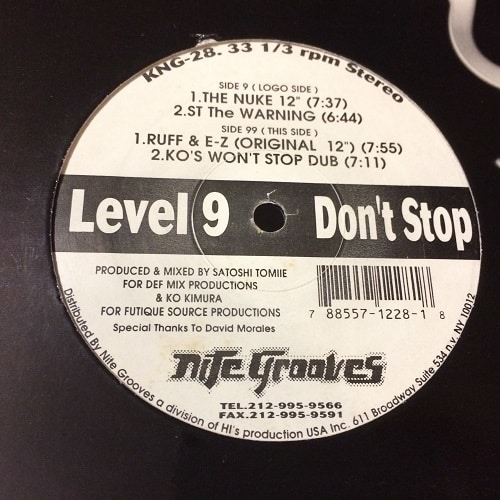 KNG-28. 33 1/3 rpm Stereo
SIDE 9 ( LOGO SIDE )
1.THE NUKE 12" (7:37)
2.ST The WARNING (6:44)
SIDE 99 ( THIS SIDE )
1.RUFF & E-Z (ORIGINAL 12") (7:55)
2.KO'S WON'T STOP DUB (7:11)
Level 9 Don't Stop
PRODUCED & MIXED BY SATOSHI TOMIIE
FOR DEF MIX PRODUCTIONS
& KO KIMURA
FOR FUTIQUE SOURCE PRODUCTIONS
Special Thanks To David Morales
7 88557-1228-1 8
nite Grooves
TEL.212-995-9566
FAX.212-995-9591
Distributed By Nite Grooves a division of HI's production USA Inc. 611 Broadway Suite 534 n.v. NY 10012